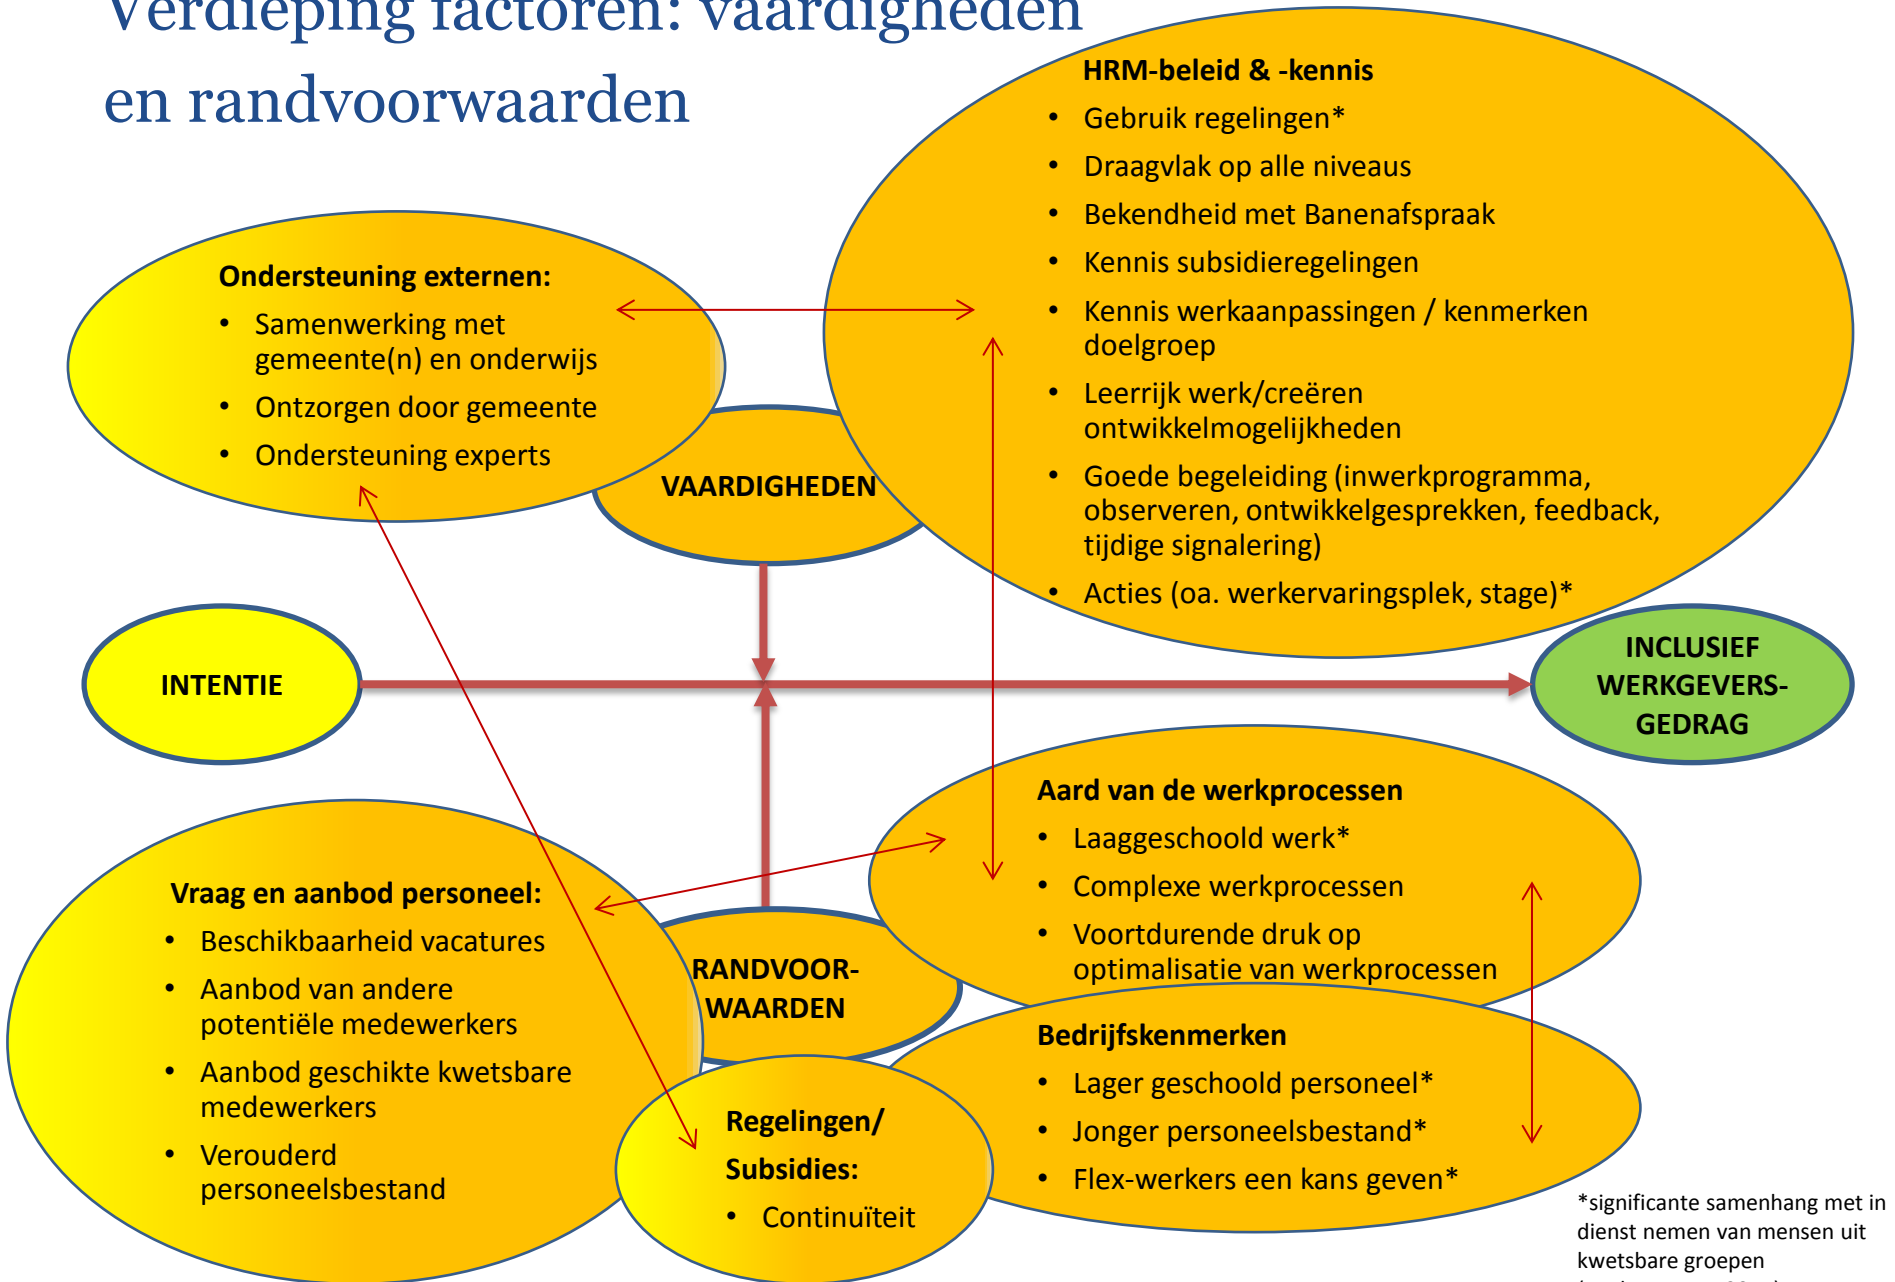 Verdieping factoren: vaardigheden
en randvoorwaarden
HRM-beleid & -kennis
• Gebruik regelingen*
• Draagvlak op alle niveaus
• Bekendheid met Banenafspraak
• Kennis subsidieregelingen
• Kennis werkaanpassingen / kenmerken
doelgroep
• Leerrijk werk/creëren
ontwikkelmogelijkheden
• Goede begeleiding (inwerkprogramma,
observeren, ontwikkelgesprekken, feedback,
tijdige signalering)
• Acties (oa. werkervaringsplek, stage)*
Ondersteuning externen:
• Samenwerking met
gemeente(n) en onderwijs
• Ontzorgen door gemeente
• Ondersteuning experts
VAARDIGHEDEN
INTENTIE
INCLUSIEF
WERKGEVERS-
GEDRAG
Aard van de werkprocessen
• Laaggeschoold werk*
• Complexe werkprocessen
• Voortdurende druk op
optimalisatie van werkprocessen
Vraag en aanbod personeel:
• Beschikbaarheid vacatures
• Aanbod van andere
potentiële medewerkers
• Aanbod geschikte kwetsbare
medewerkers
• Verouderd
personeelsbestand
RANDVOOR-
WAARDEN
Bedrijfskenmerken
• Lager geschoold personeel*
• Jonger personeelsbestand*
• Flex-werkers een kans geven*
Regelingen/
Subsidies:
• Continuïteit
*significante samenhang met in
dienst nemen van mensen uit
kwetsbare groepen